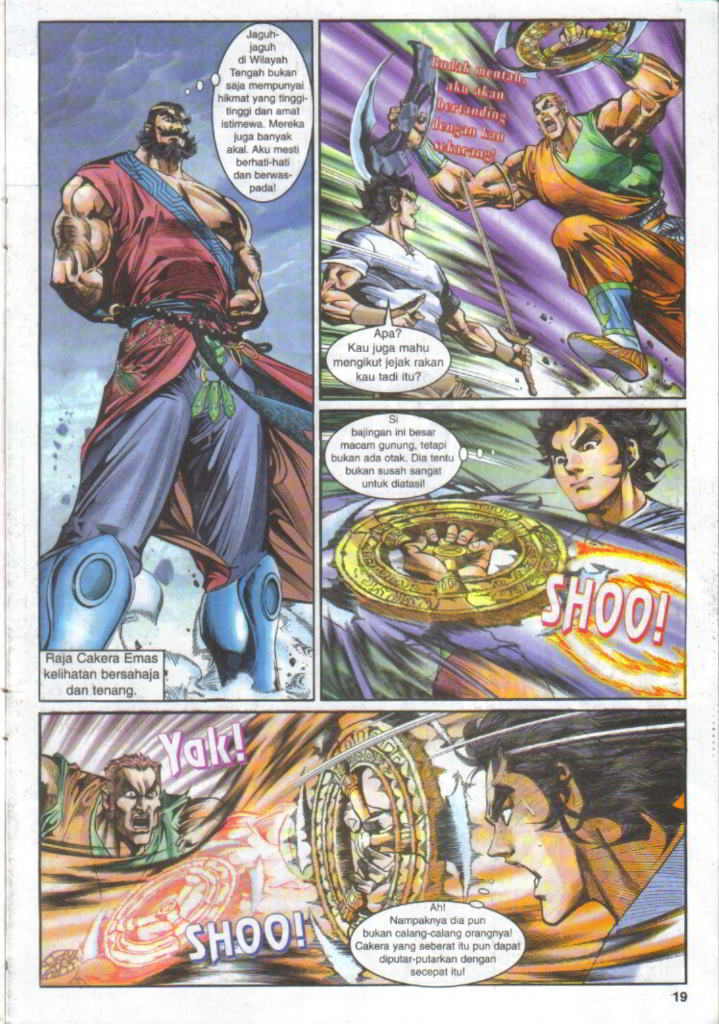 Jaguh-
jaguh
di Wilayah
Tengah bukan
saja mempunyai
hikmat yang tinggi-
tinggi dan amat
istimewa. Mereka
juga banyak
akal. Aku mesti
berhati-hati
dan berwas-
pada!
Raja Cakera Emas
kelihatan bersahaja
dan tenang.
Budak mentah,
aku akan
bertanding
dengan kau
sekarang!
Apa?
Kau juga mahu
mengikut jejak rakan
kau tadi itu?
Si
bajingan ini besar
macam gunung, tetapi
bukan ada otak. Dia tentu
bukan susah sangat
untuk diatasi!
SHOO!
Yak!
SHOO!
Ah!
Nampaknya dia pun
bukan calang-calang orangnya!
Cakera yang seberat itu pun dapat
diputar-putarkan dengan
secepat itu!
19